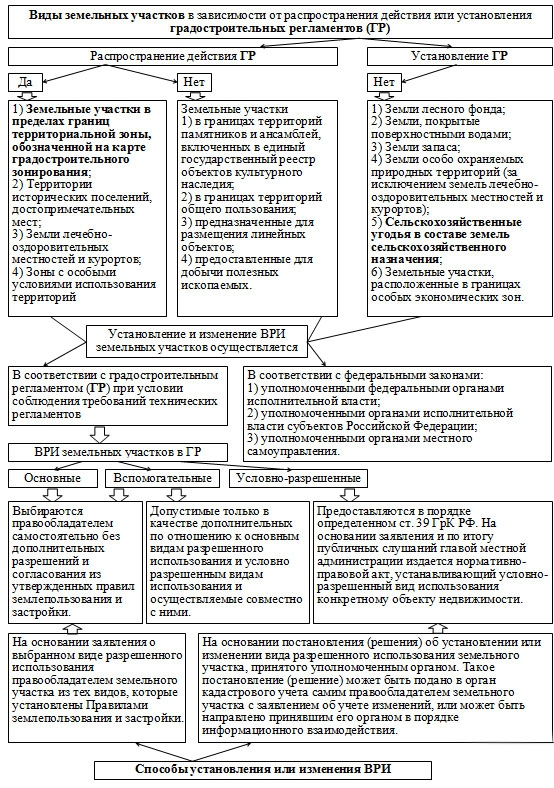 Виды земельных участков в зависимости от распространения действия или установления
градостроительных регламентов (ГР)
Распространение действия ГР
Установление ГР
Да
Нет
Нет
1) Земельные участки в
пределах границ
территориальной зоны,
обозначенной на карте
градостроительного
зонирования;
2) Территории
исторических поселений,
достопримечательных
мест;
3) Земли лечебно-
оздоровительных
местностей и курортов;
4) Зоны с особыми
условиями использования
территорий
Земельные участки
1) в границах территорий
памятников и ансамблей,
включенных в единый
государственный реестр
объектов культурного
наследия;
2) в границах территорий
общего пользования;
3) предназначенные для
размещения линейных
объектов;
4) предоставленные для
добычи полезных
ископаемых.
1) Земли лесного фонда;
2) Земли, покрытые
поверхностными водами;
3) Земли запаса;
4) Земли особо охраняемых
природных территорий (за
исключением земель лечебно-
оздоровительных местностей и
курортов);
5) Сельскохозяйственные
угодья в составе земель
сельскохозяйственного
назначения;
6) Земельные участки,
расположенные в границах
особых экономических зон.
Установление и изменение ВРИ
земельных участков осуществляется
В соответствии с градостроительным
регламентом (ГР) при условии
соблюдения требований технических
регламентов
В соответствии с федеральными законами:
1) уполномоченными федеральными органами
исполнительной власти;
2) уполномоченными органами исполнительной
власти субъектов Российской Федерации;
3) уполномоченными органами местного
самоуправления.
ВРИ земельных участков в ГР
Основные
Вспомогательные
Условно-разрешенные
Выбираются
правообладателем
самостоятельно без
дополнительных
разрешений и
согласования из
утвержденных правил
землепользования и
застройки.
Допустимые только в
качестве дополнительных
по отношению к основным
видам разрешенного
использования и условно
разрешенным видам
использования и
осуществляемые совместно
с ними.
Предоставляются в порядке
определенном ст. 39 ГрК РФ. На
основании заявления и по итогу
публичных слушаний главой местной
администрации издается нормативно-
правовой акт, устанавливающий условно-
разрешенный вид использования
конкретному объекту недвижимости.
На основании заявления о
выбранном виде разрешенного
использования
правообладателем земельного
участка из тех видов, которые
установлены Правилами
землепользования и застройки.
На основании постановления (решения) об установлении или
изменении вида разрешенного использования земельного
участка, принятого уполномоченным органом. Такое
постановление (решение) может быть подано в орган
кадастрового учета самим правообладателем земельного
участка с заявлением об учете изменений, или может быть
направлено принявшим его органом в порядке
информационного взаимодействия.
Способы установления или изменения ВРИ